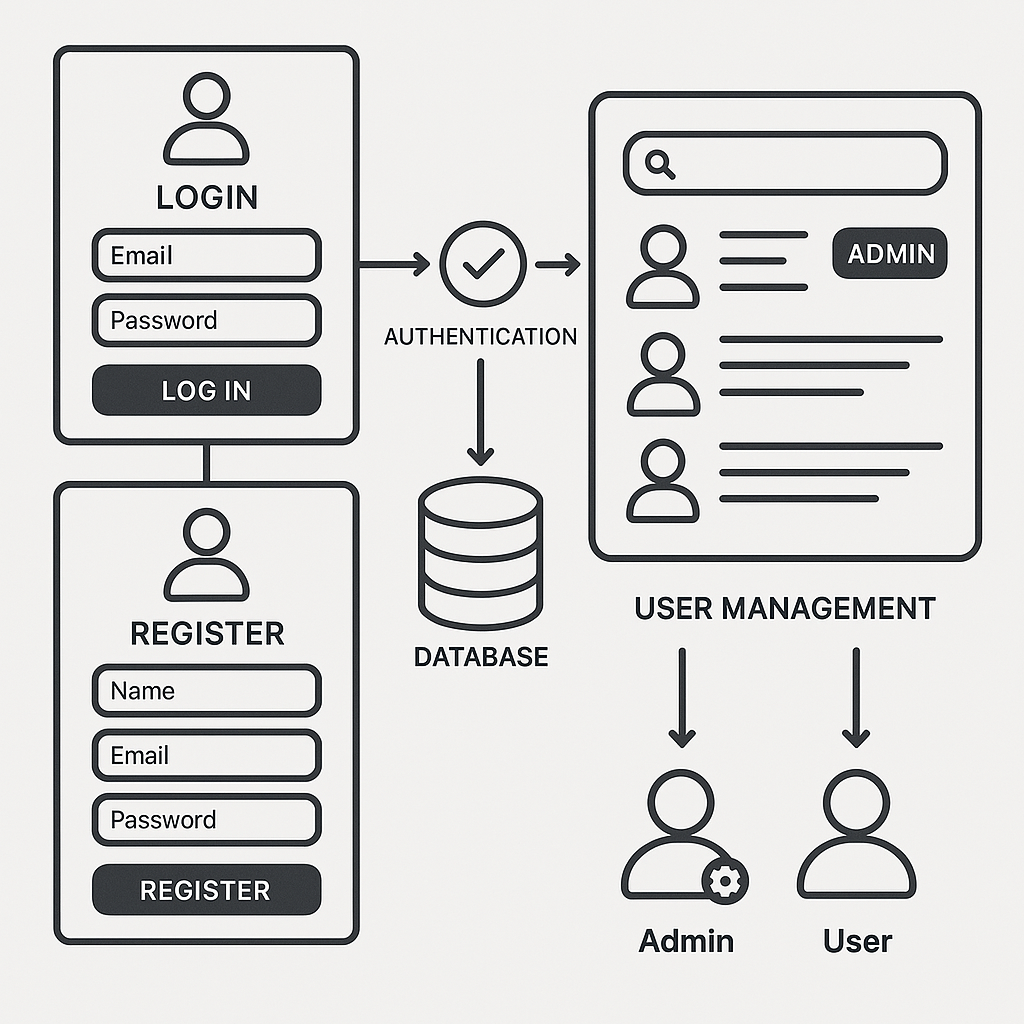 LOGIN
Email
Password
LOG IN
REGISTER
Name
Email
Password
REGISTER
AUTHENTICATION
DATABASE
ADMIN
USER MANAGEMENT
Admin
User